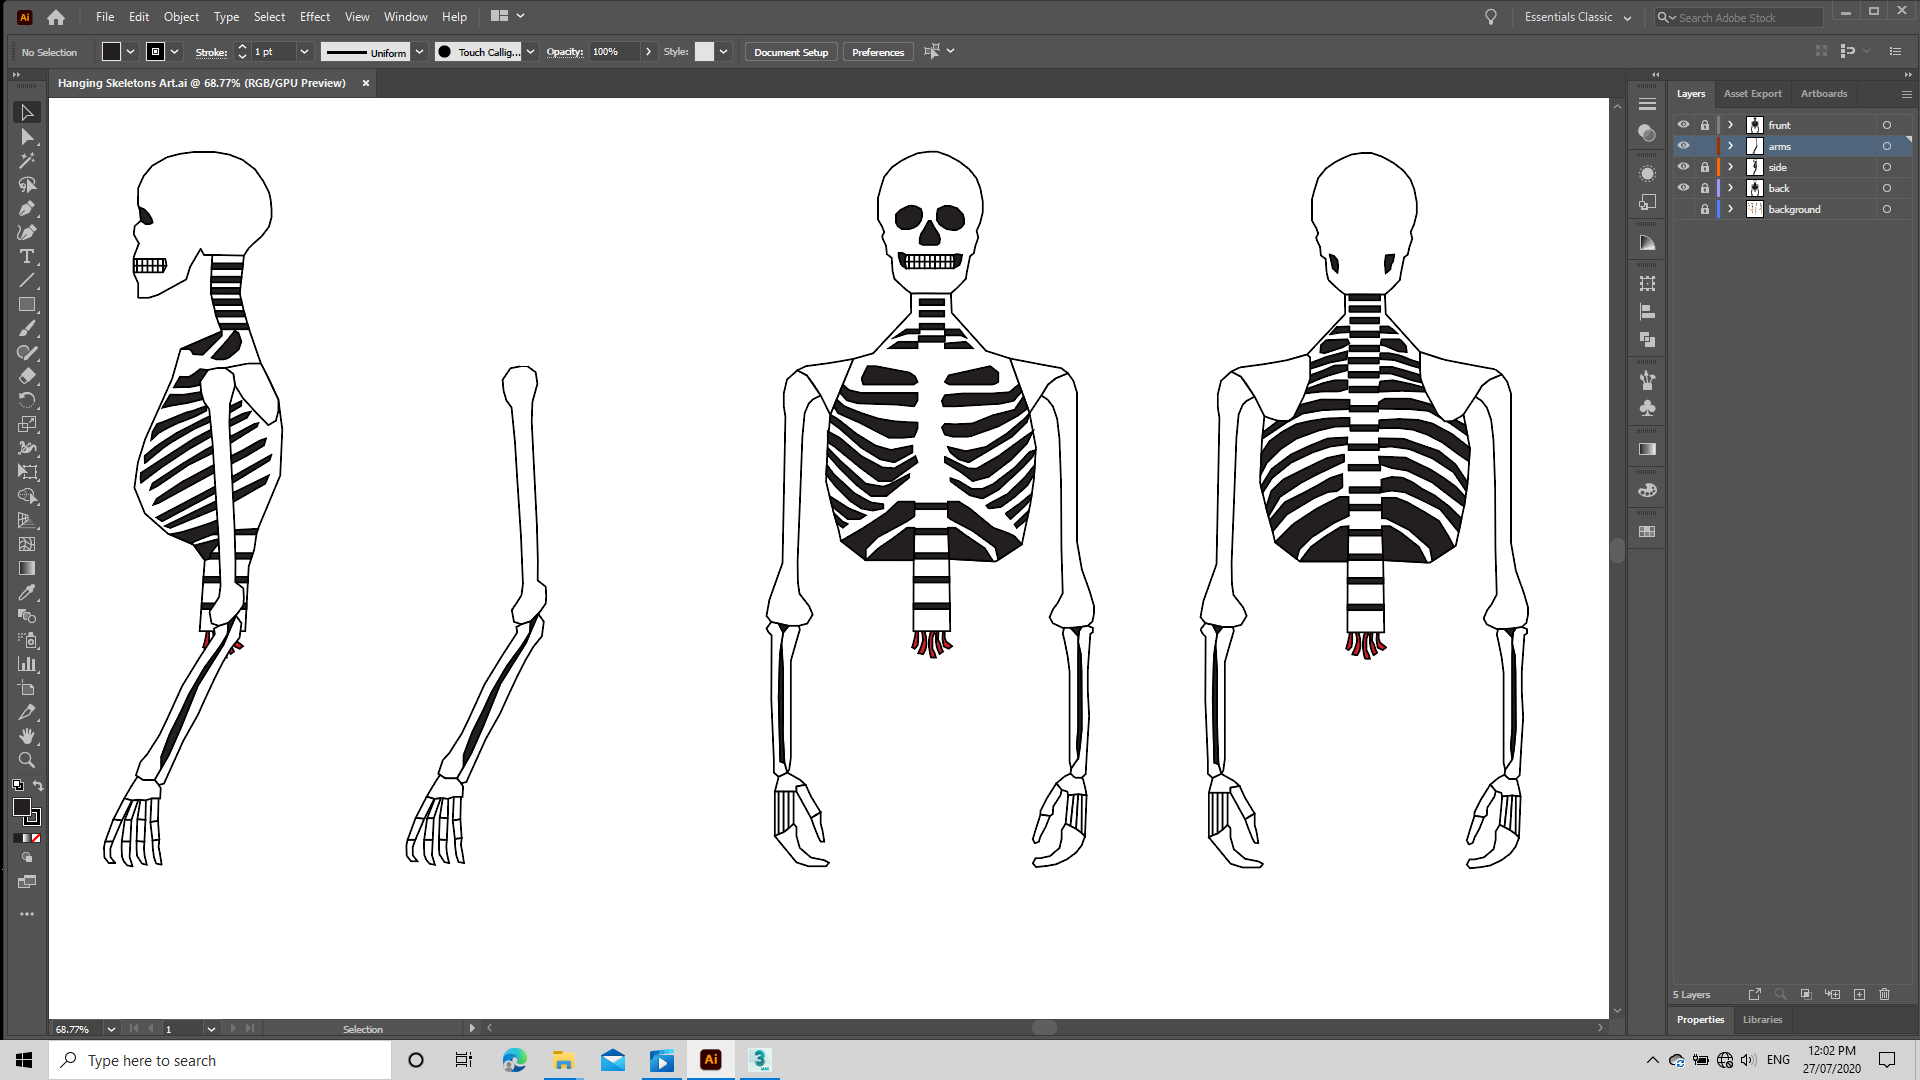 Ai File Edit Object Type Select Effect View Window Help Essentials Classic Search Adobe Stock
No Selection Stroke: 1 pt Uniform Touch Callig... Opacity: 100% Style: Document Setup Preferences
Hanging Skeletons Art.ai @ 68.77% (RGB/GPU Preview) ×
Layers Asset Export Artboards
frunt
arms
side
back
background
5 Layers
Properties Libraries
68.77% 1 Selection
Type here to search
Ai
3
ENG
12:02 PM
27/07/2020